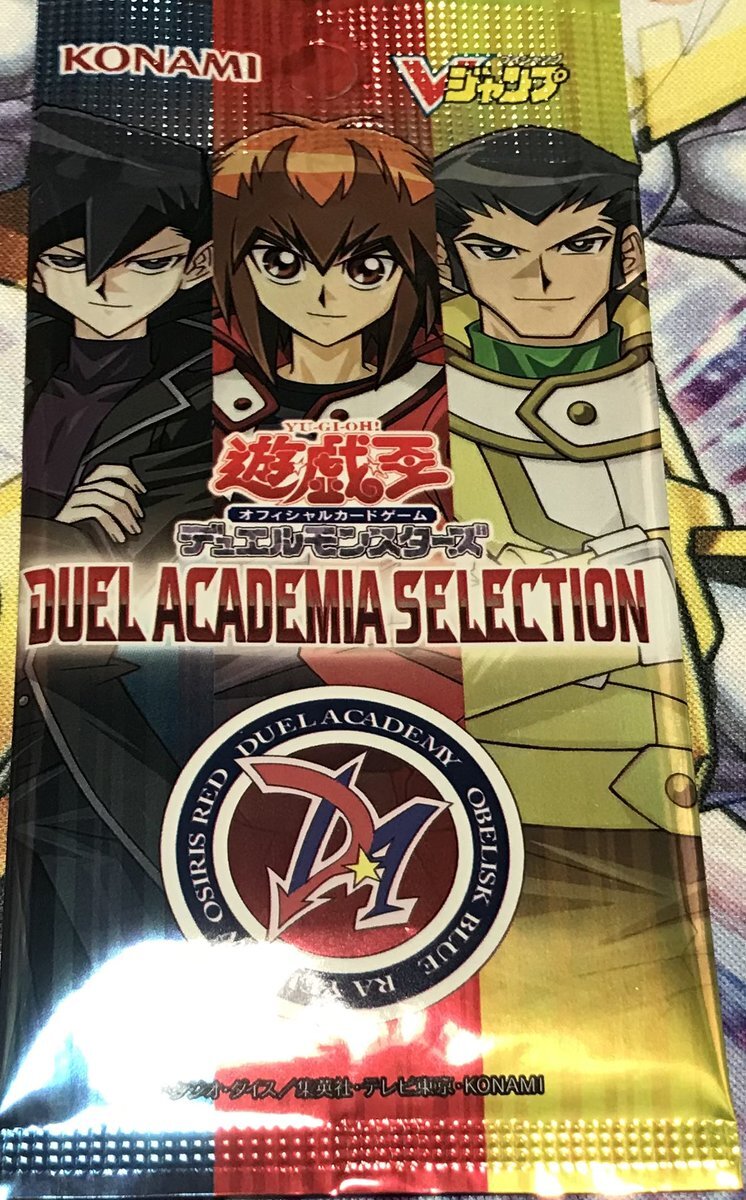 KONAMI
Vジャンプ
YU-GI-OH!
遊☆戯☆王
オフィシャルカードゲーム
デュエルモンスターズ
DUEL ACADEMIA SELECTION
DUEL ACADEMY
OBELISK BLUE
RA
OSIRIS RED
DA
ダイス/集英社・テレビ東京・KONAMI